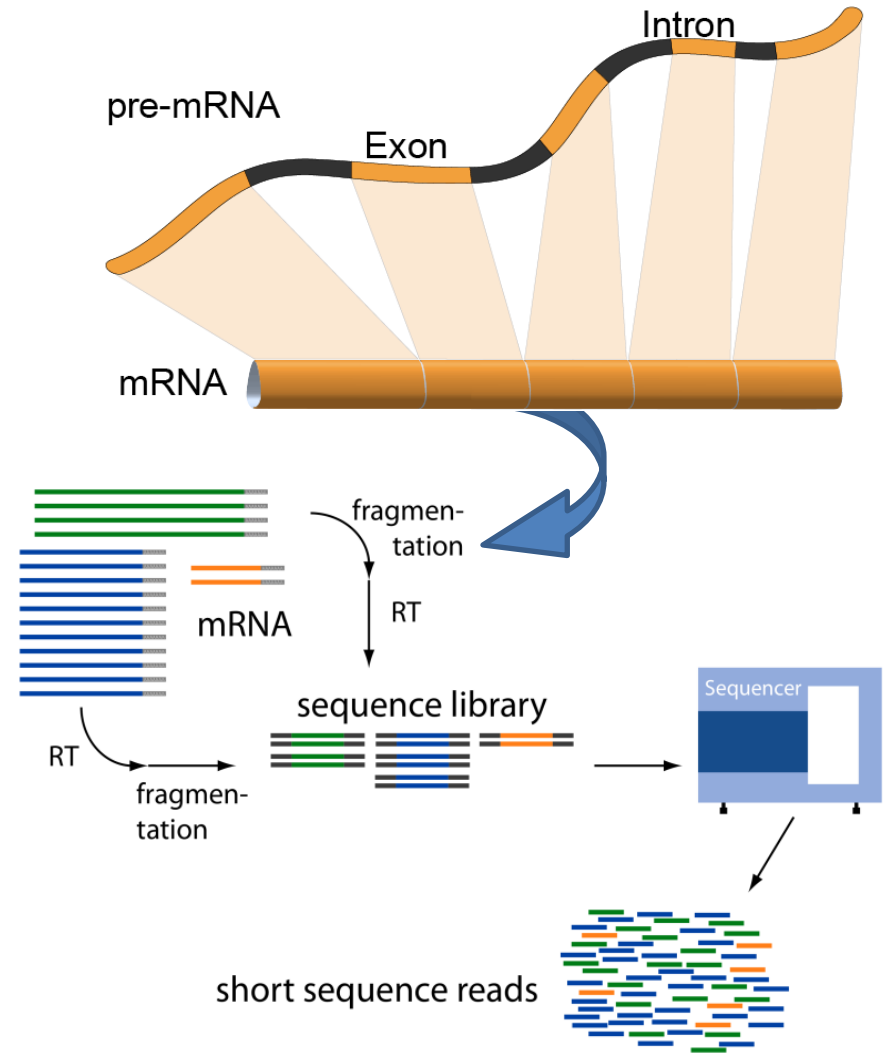 Intron
pre-mRNA
Exon
mRNA
fragmen-
tation
RT
mRNA
sequence library
Sequencer
RT
fragmen-
tation
short sequence reads